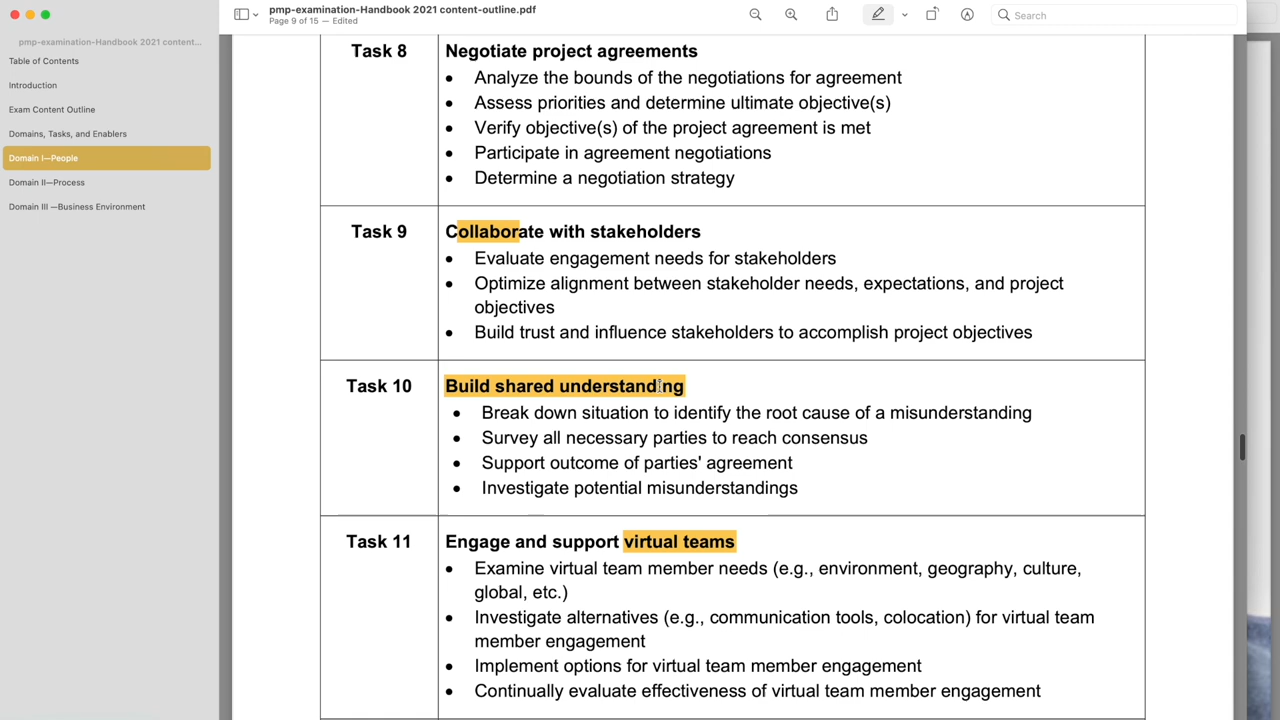 pmp-examination-Handbook 2021 content-outline.pdf
Page 9 of 15 — Edited
Search
pmp-examination-Handbook 2021 content...
Table of Contents
Introduction
Exam Content Outline
Domains, Tasks, and Enablers
Domain I—People
Domain II—Process
Domain III —Business Environment
Task 8
Negotiate project agreements
• Analyze the bounds of the negotiations for agreement
• Assess priorities and determine ultimate objective(s)
• Verify objective(s) of the project agreement is met
• Participate in agreement negotiations
• Determine a negotiation strategy
Task 9
Collaborate with stakeholders
• Evaluate engagement needs for stakeholders
• Optimize alignment between stakeholder needs, expectations, and project
objectives
• Build trust and influence stakeholders to accomplish project objectives
Task 10
Build shared understanding
• Break down situation to identify the root cause of a misunderstanding
• Survey all necessary parties to reach consensus
• Support outcome of parties' agreement
• Investigate potential misunderstandings
Task 11
Engage and support virtual teams
• Examine virtual team member needs (e.g., environment, geography, culture,
global, etc.)
• Investigate alternatives (e.g., communication tools, colocation) for virtual team
member engagement
• Implement options for virtual team member engagement
• Continually evaluate effectiveness of virtual team member engagement